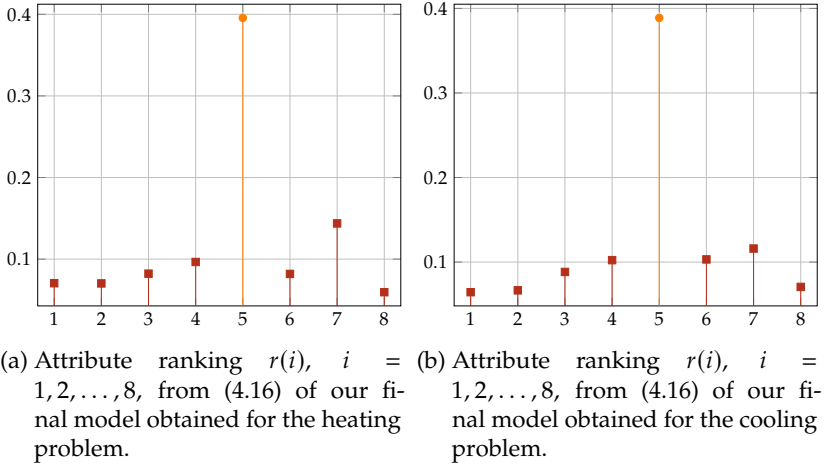 0.4
0.3
0.2
0.1
1 2 3 4 5 6 7 8
(a) Attribute ranking r(i), i =
1, 2, . . . , 8, from (4.16) of our fi-
nal model obtained for the heating
problem.
0.4
0.3
0.2
0.1
1 2 3 4 5 6 7 8
(b) Attribute ranking r(i), i =
1, 2, . . . , 8, from (4.16) of our fi-
nal model obtained for the cooling
problem.